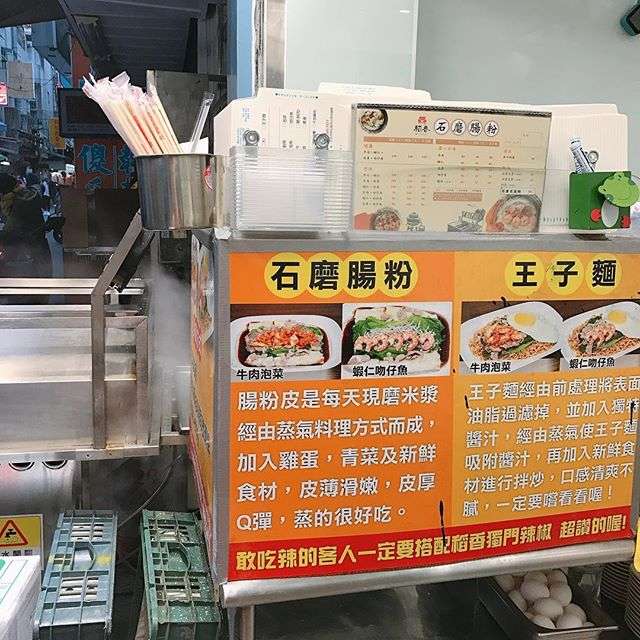 石磨腸粉
石磨腸粉
牛肉泡菜
蝦仁吻仔魚
腸粉皮是每天現磨米漿
經由蒸氣料理方式而成，
加入雞蛋，青菜及新鮮
食材，皮薄滑嫩，皮厚
Q彈，蒸的很好吃。
王子麵
牛肉泡菜
蝦仁吻仔魚
王子麵經由前處理將表面
油脂過濾掉，並加入獨特
醬汁，經由蒸氣使王子麵
吸附醬汁，再加入新鮮食
材進行拌炒，口感清爽不
膩，一定要嚐看看喔！
敢吃辣的客人一定要搭配稻香獨門辣椒 超讚的喔！